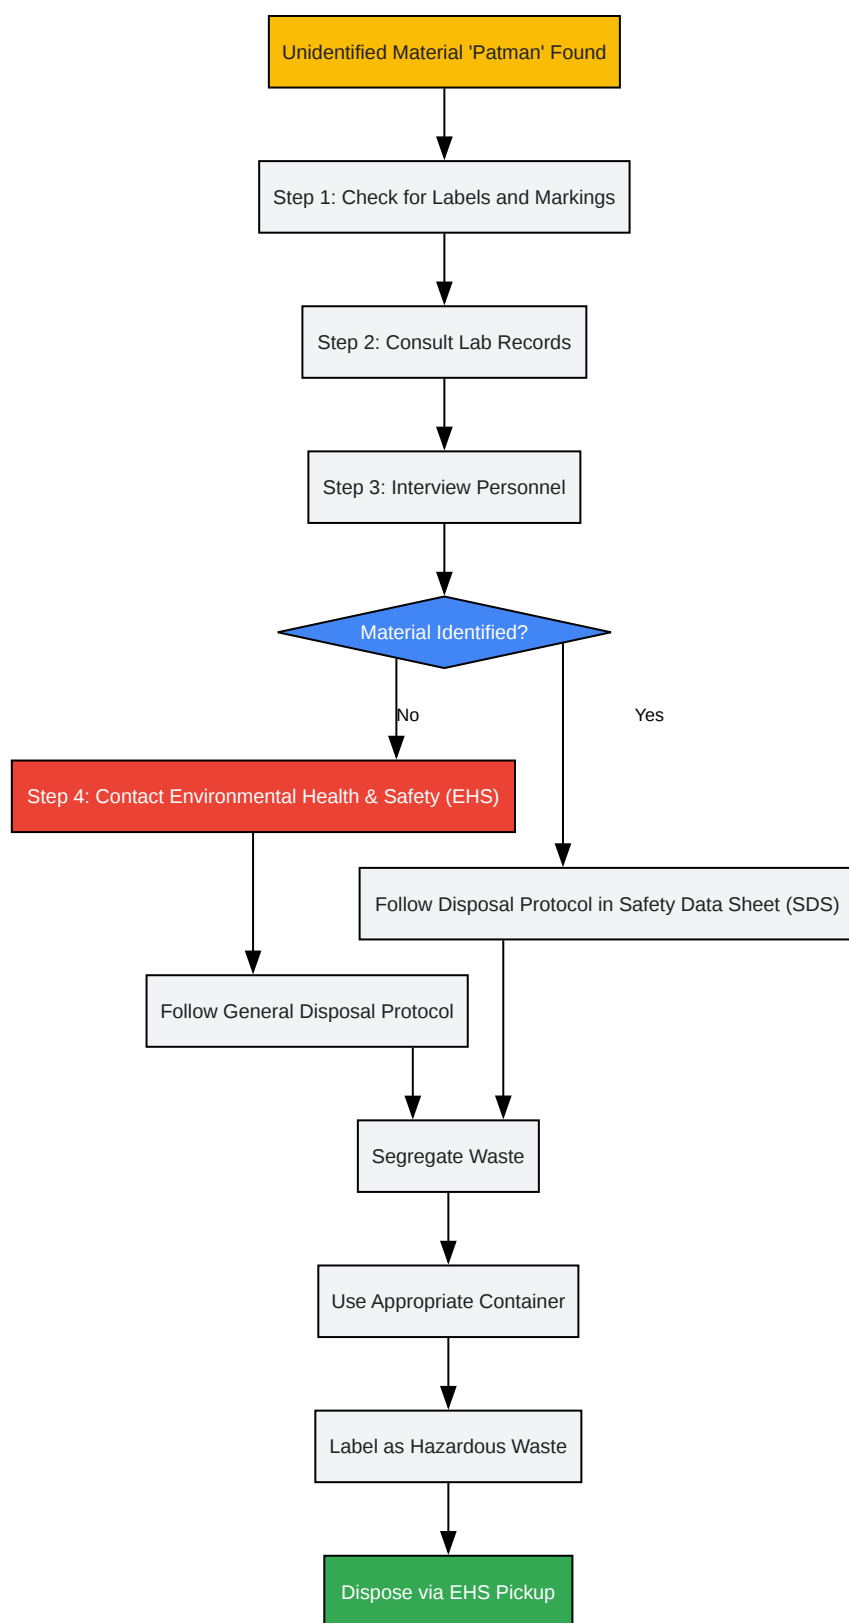 Unidentified Material 'Patman' Found
Step 1: Check for Labels and Markings
Step 2: Consult Lab Records
Step 3: Interview Personnel
Material Identified?
No
Yes
Step 4: Contact Environmental Health & Safety (EHS)
Follow Disposal Protocol in Safety Data Sheet (SDS)
Follow General Disposal Protocol
Segregate Waste
Use Appropriate Container
Label as Hazardous Waste
Dispose via EHS Pickup